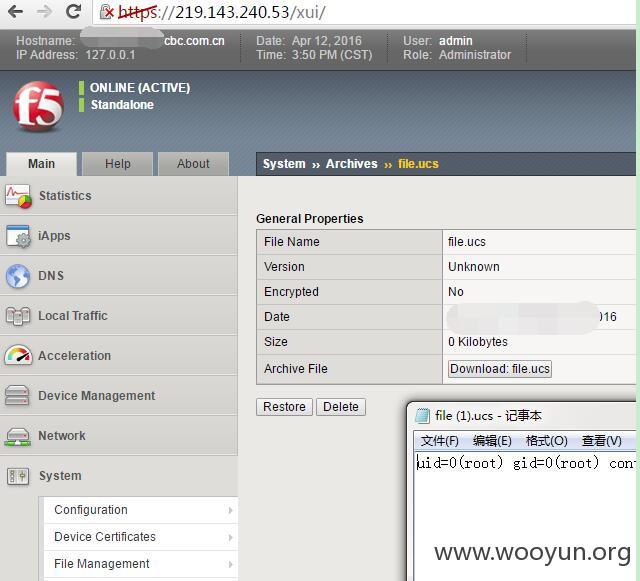 https://219.143.240.53/xui/
Hostname: cbc.com.cn Date: Apr 12, 2016 User: admin
IP Address: 127.0.0.1 Time: 3:50 PM (CST) Role: Administrator
f5
ONLINE (ACTIVE)
Standalone
Main Help About
System ›› Archives ›› file.ucs
Statistics
iApps
DNS
Local Traffic
Acceleration
Device Management
Network
System
Configuration
Device Certificates
File Management
General Properties
File Name file.ucs
Version Unknown
Encrypted No
Date 016
Size 0 Kilobytes
Archive File Download: file.ucs
Restore Delete
file (1).ucs - 记事本
文件(F) 编辑(E) 格式(O) 查看(V)
uid=0(root) gid=0(root) con
www.wooyun.org